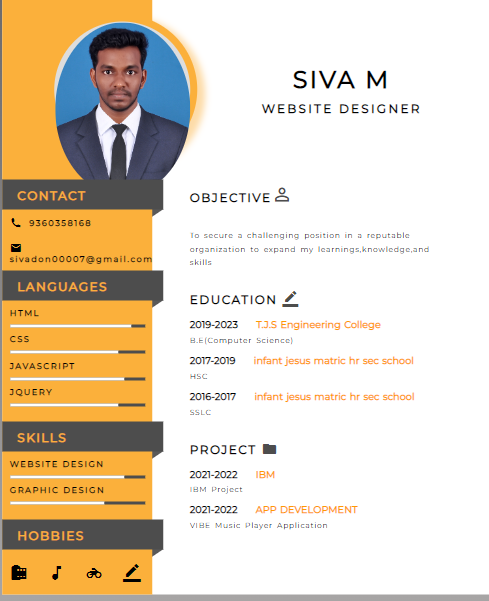 SIVA M
WEBSITE DESIGNER
CONTACT
9360358168
sivadon00007@gmail.com
LANGUAGES
HTML
CSS
JAVASCRIPT
JQUERY
SKILLS
WEBSITE DESIGN
GRAPHIC DESIGN
HOBBIES
OBJECTIVE
To secure a challenging position in a reputable
organization to expand my learnings,knowledge,and
skills
EDUCATION
2019-2023 T.J.S Engineering College
B.E(Computer Science)
2017-2019 infant jesus matric hr sec school
HSC
2016-2017 infant jesus matric hr sec school
SSLC
PROJECT
2021-2022 IBM
IBM Project
2021-2022 APP DEVELOPMENT
VIBE Music Player Application